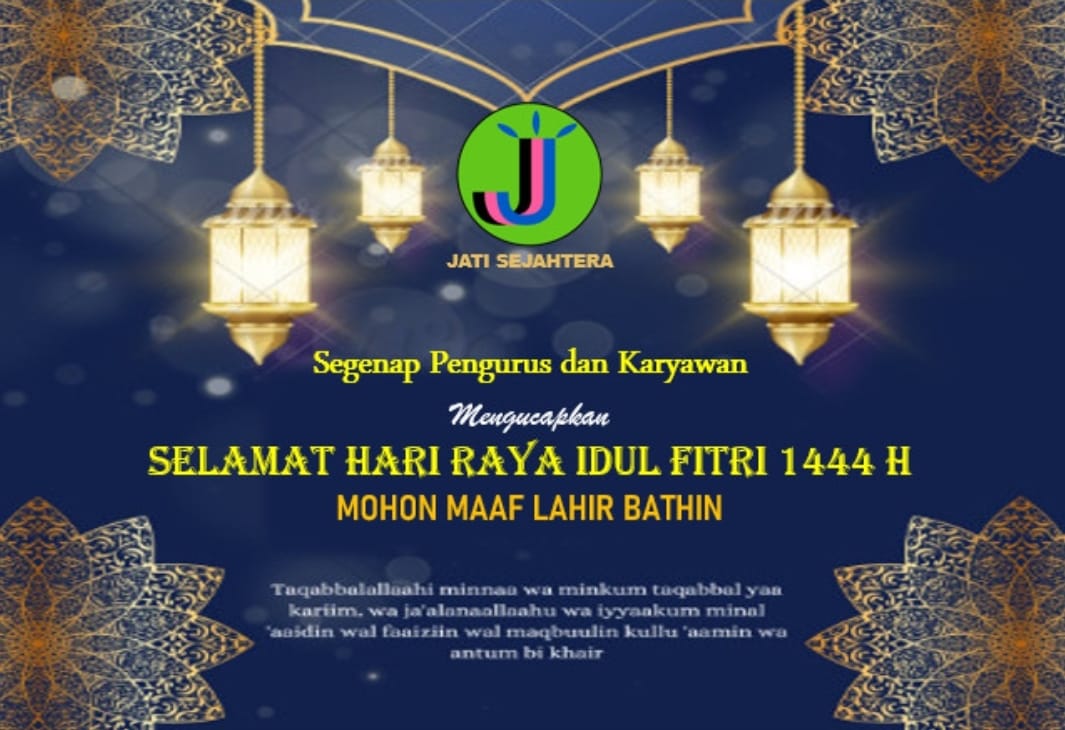 JATI SEJAHTERA
Segenap Pengurus dan Karyawan
Mengucapkan
SELAMAT HARI RAYA IDUL FITRI 1444 H
MOHON MAAF LAHIR BATHIN
Taqabbalallaahi minnaa wa minkum taqabbal yaa
kariim, wa ja'alanaallaahu wa iyyaakum minal
'aaidin wal faaiziin wal maqbuulin kullu 'aamin wa
antum bi khair